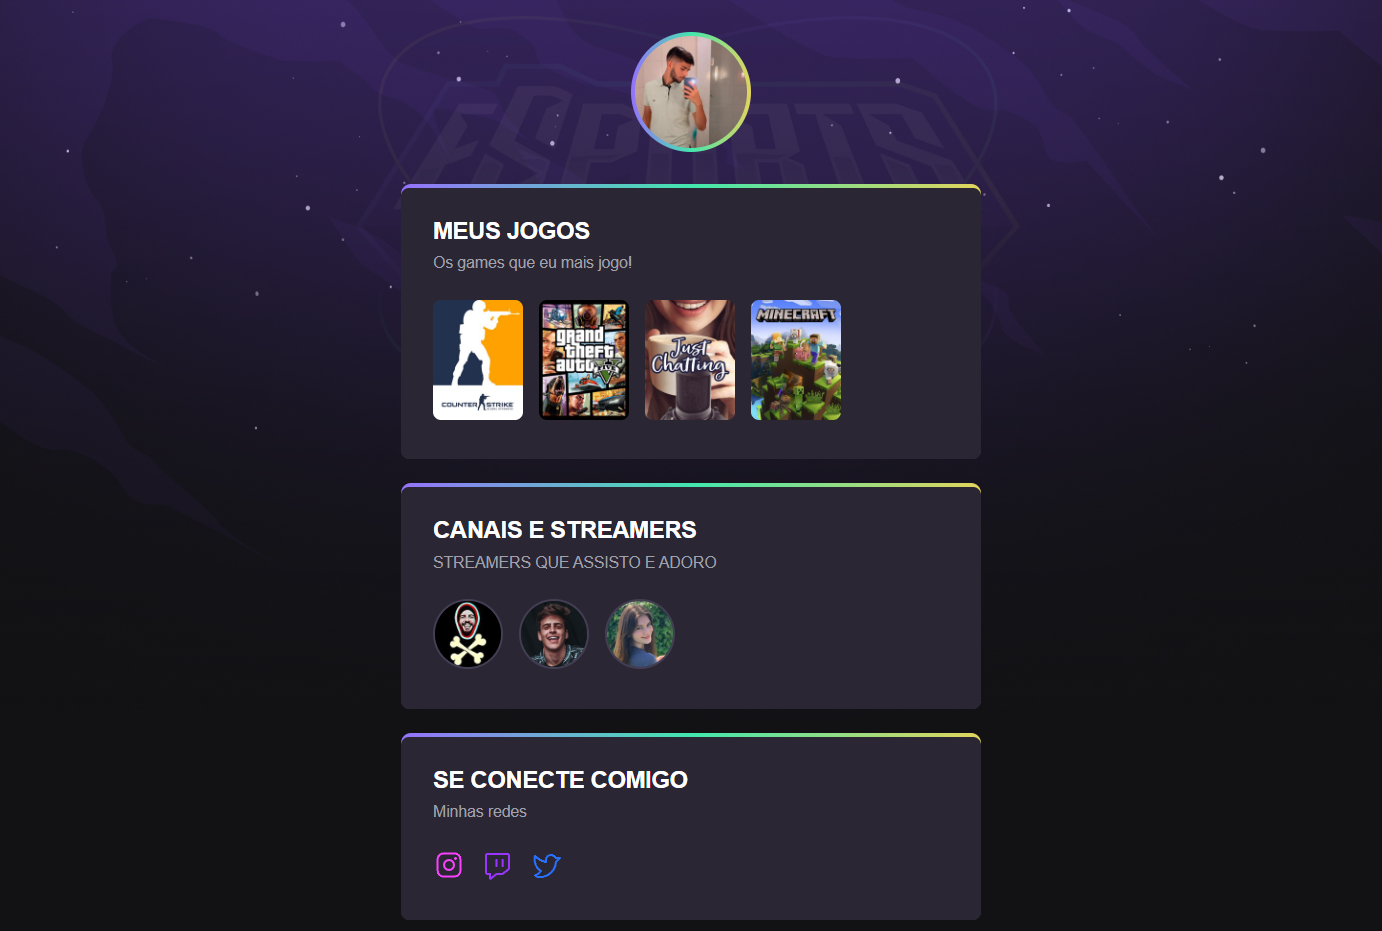 ESPORTS
MEUS JOGOS
Os games que eu mais jogo!
COUNTER STRIKE
grand
theft
auto V
LIVE
Just
Chatting
MINECRAFT
CANAIS E STREAMERS
STREAMERS QUE ASSISTO E ADORO
SE CONECTE COMIGO
Minhas redes